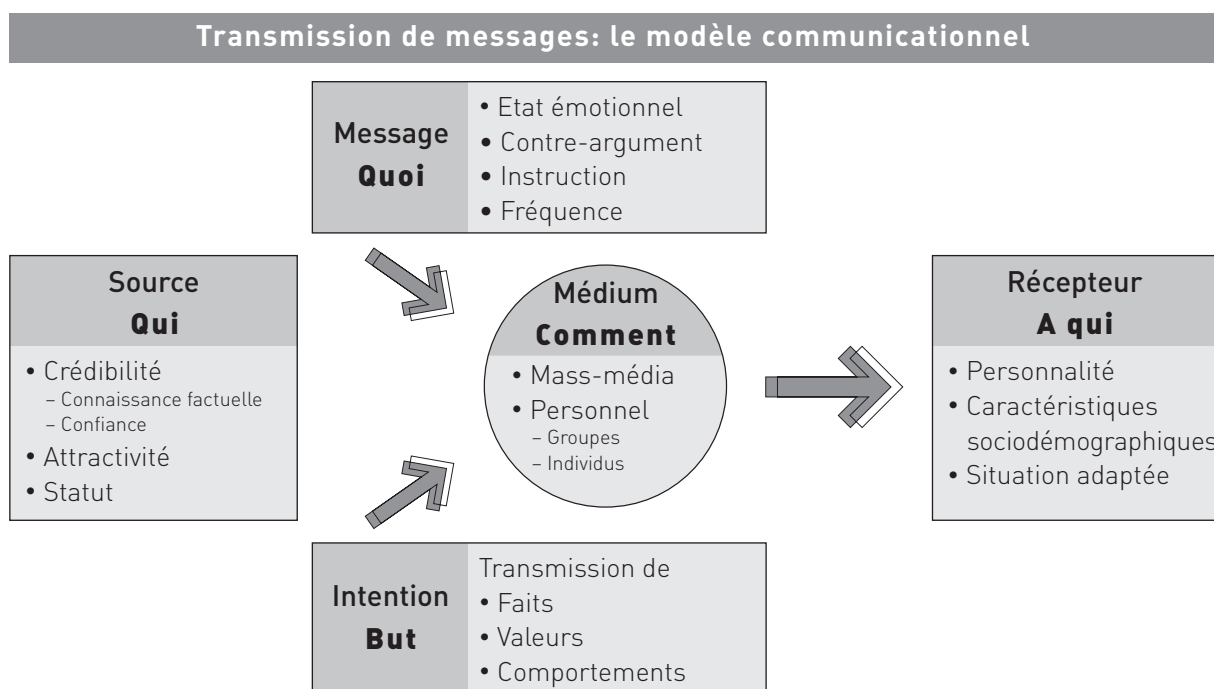 Transmission de messages: le modèle communicationnel
Message
Quoi
• Etat émotionnel
• Contre-argument
• Instruction
• Fréquence
Source
Qui
• Crédibilité
– Connaissance factuelle
– Confiance
• Attractivité
• Statut
Médium
Comment
• Mass-média
• Personnel
– Groupes
– Individus
Récepteur
A qui
• Personnalité
• Caractéristiques
sociodémographiques
• Situation adaptée
Intention
But
Transmission de
• Faits
• Valeurs
• Comportements